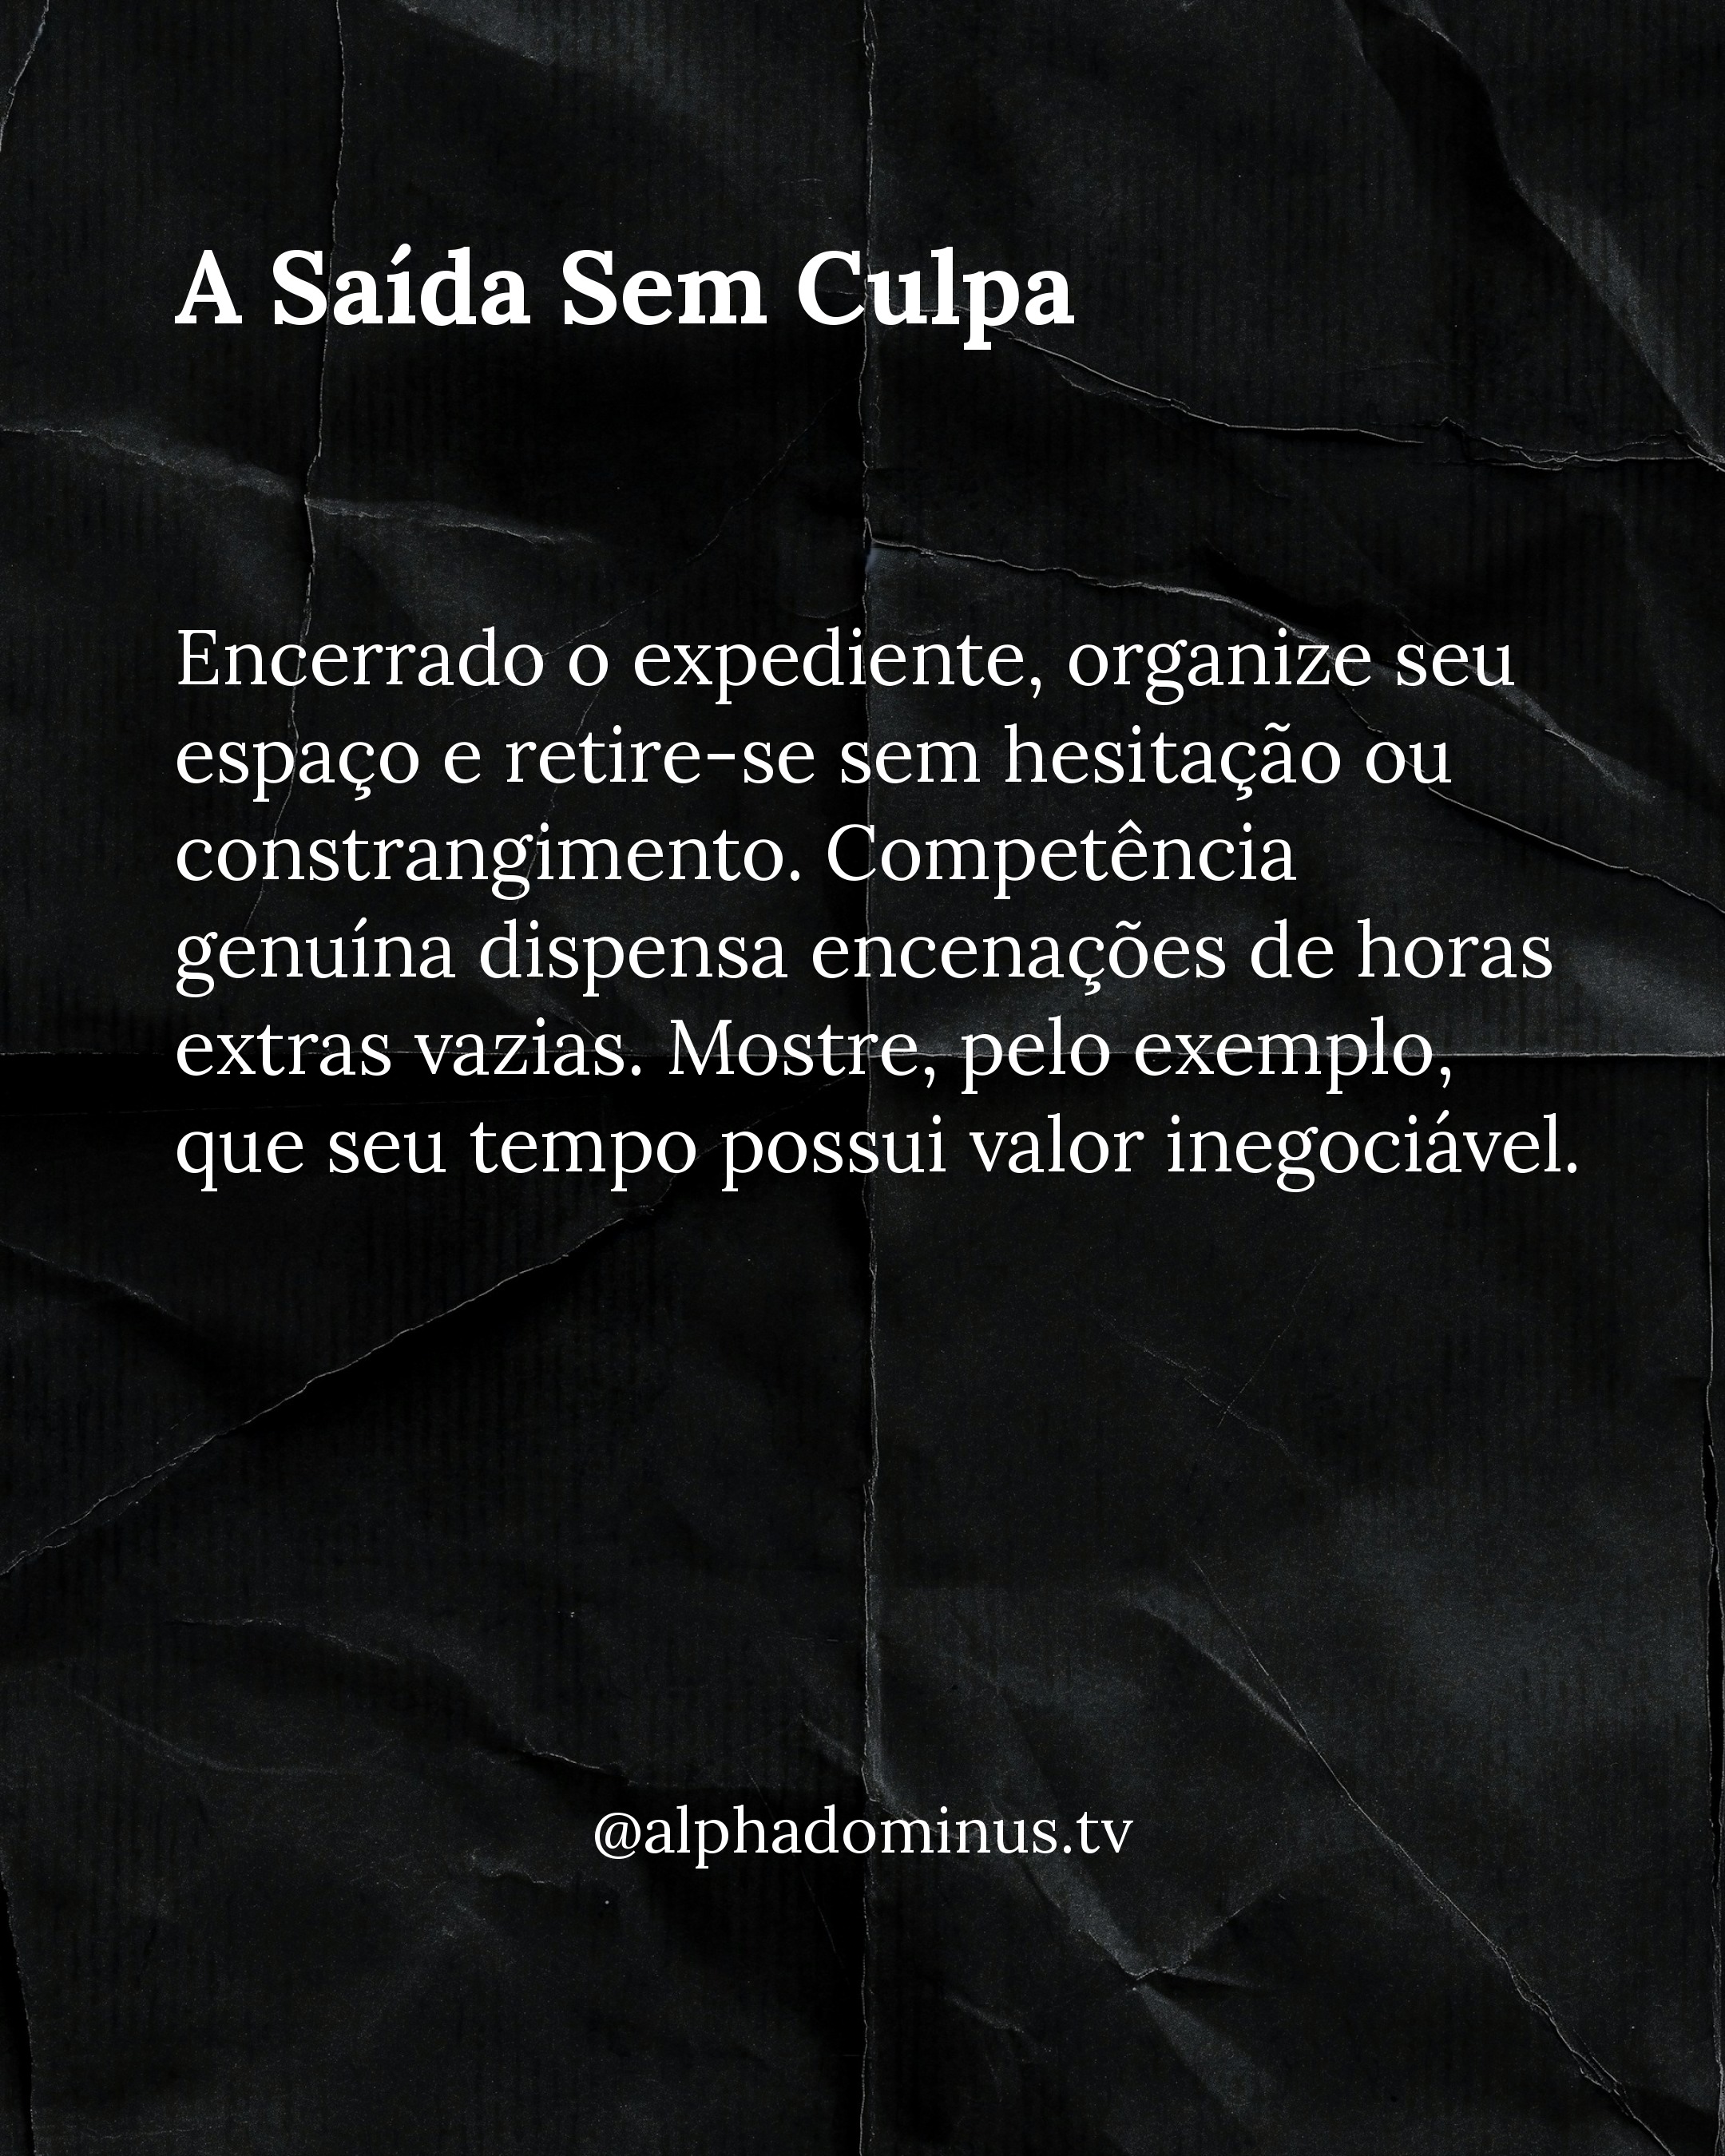 A Saída Sem Culpa
Encerrado o expediente, organize seu
espaço e retire-se sem hesitação ou
constrangimento. Competência
genuína dispensa encenações de horas
extras vazias. Mostre, pelo exemplo,
que seu tempo possui valor inegociável.
@alphadominus.tv